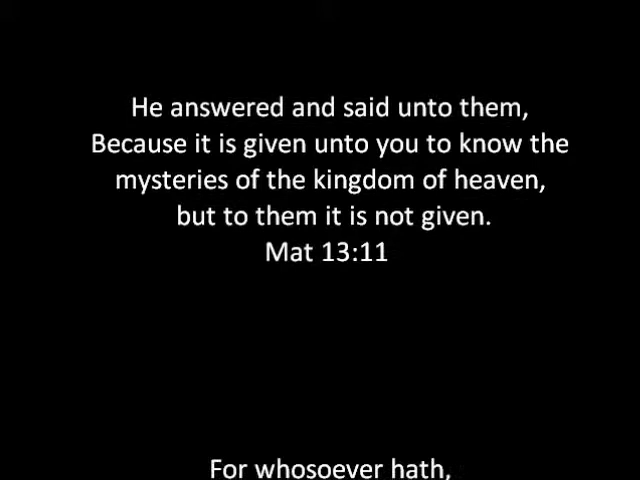 He answered and said unto them,
Because it is given unto you to know the
mysteries of the kingdom of heaven,
but to them it is not given.
Mat 13:11
For whosoever hath,